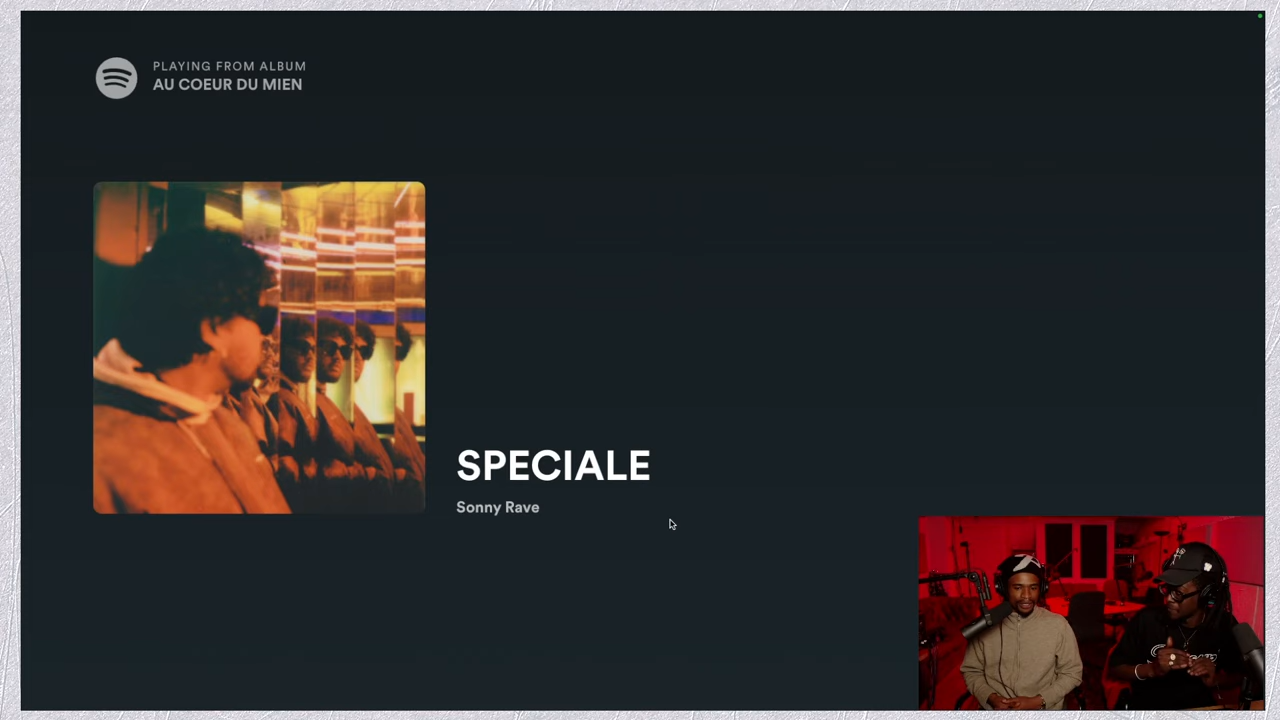 PLAYING FROM ALBUM
AU COEUR DU MIEN
SPECIALE
Sonny Rave